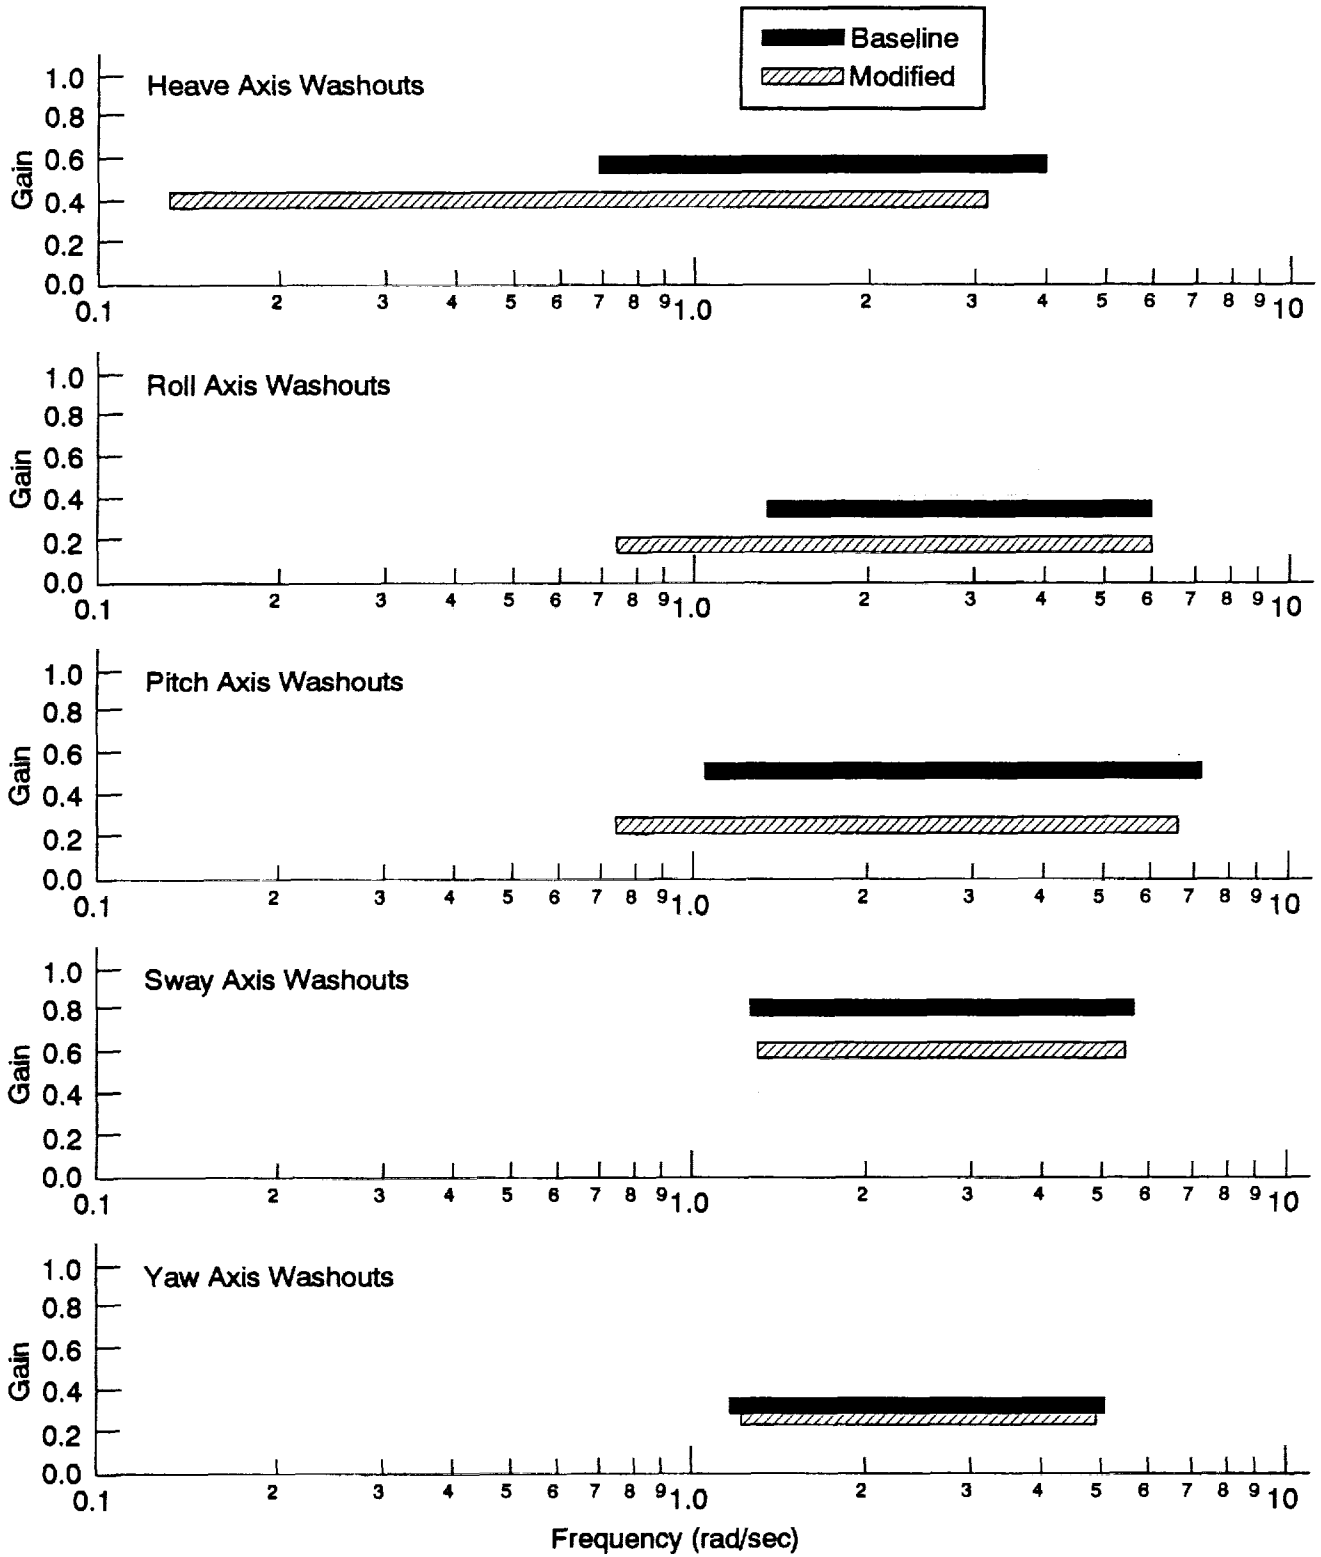 Baseline
Modified
Heave Axis Washouts
Gain
1.0
0.8
0.6
0.4
0.2
0.0
0.1 2 3 4 5 6 7 8 9 1.0 2 3 4 5 6 7 8 9 10
Roll Axis Washouts
Gain
1.0
0.8
0.6
0.4
0.2
0.0
0.1 2 3 4 5 6 7 8 9 1.0 2 3 4 5 6 7 8 9 10
Pitch Axis Washouts
Gain
1.0
0.8
0.6
0.4
0.2
0.0
0.1 2 3 4 5 6 7 8 9 1.0 2 3 4 5 6 7 8 9 10
Sway Axis Washouts
Gain
1.0
0.8
0.6
0.4
0.2
0.0
0.1 2 3 4 5 6 7 8 9 1.0 2 3 4 5 6 7 8 9 10
Yaw Axis Washouts
Gain
1.0
0.8
0.6
0.4
0.2
0.0
0.1 2 3 4 5 6 7 8 9 1.0 2 3 4 5 6 7 8 9 10
Frequency (rad/sec)